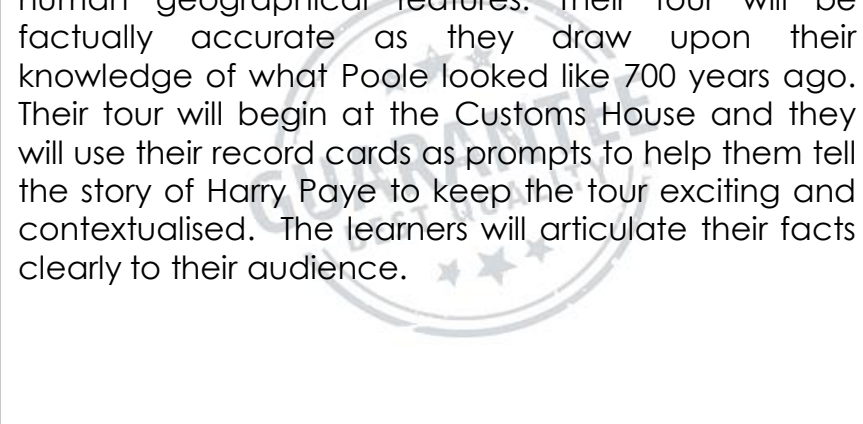 human geographical features. Their tour will be
factually accurate as they draw upon their
knowledge of what Poole looked like 700 years ago.
Their tour will begin at the Customs House and they
will use their record cards as prompts to help them tell
the story of Harry Paye to keep the tour exciting and
contextualised. The learners will articulate their facts
clearly to their audience.
GUARANTEE
BEST QUALITY